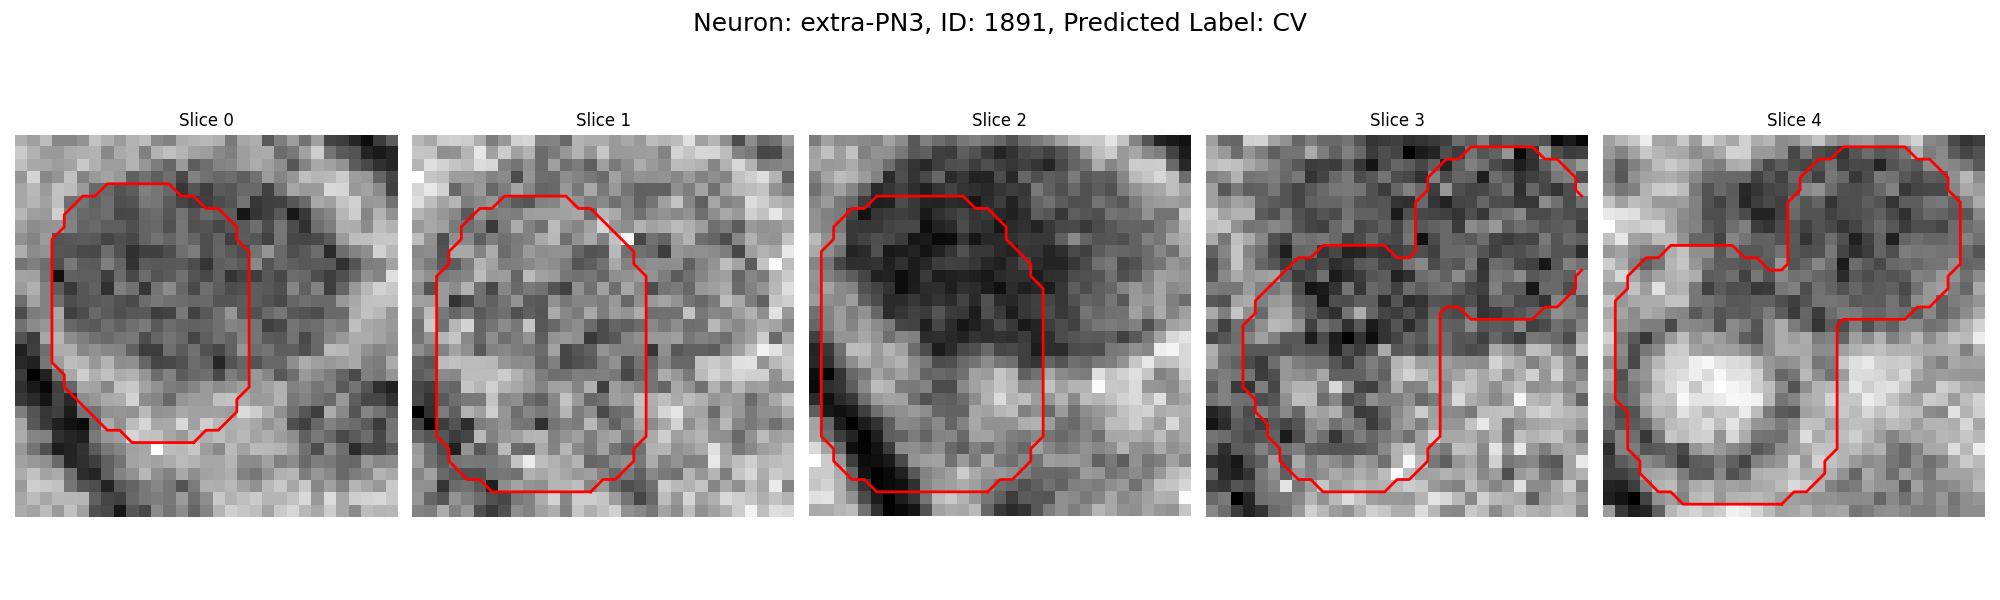 Neuron: extra-PN3, ID: 1891, Predicted Label: CV
Slice 0
Slice 1
Slice 2
Slice 3
Slice 4